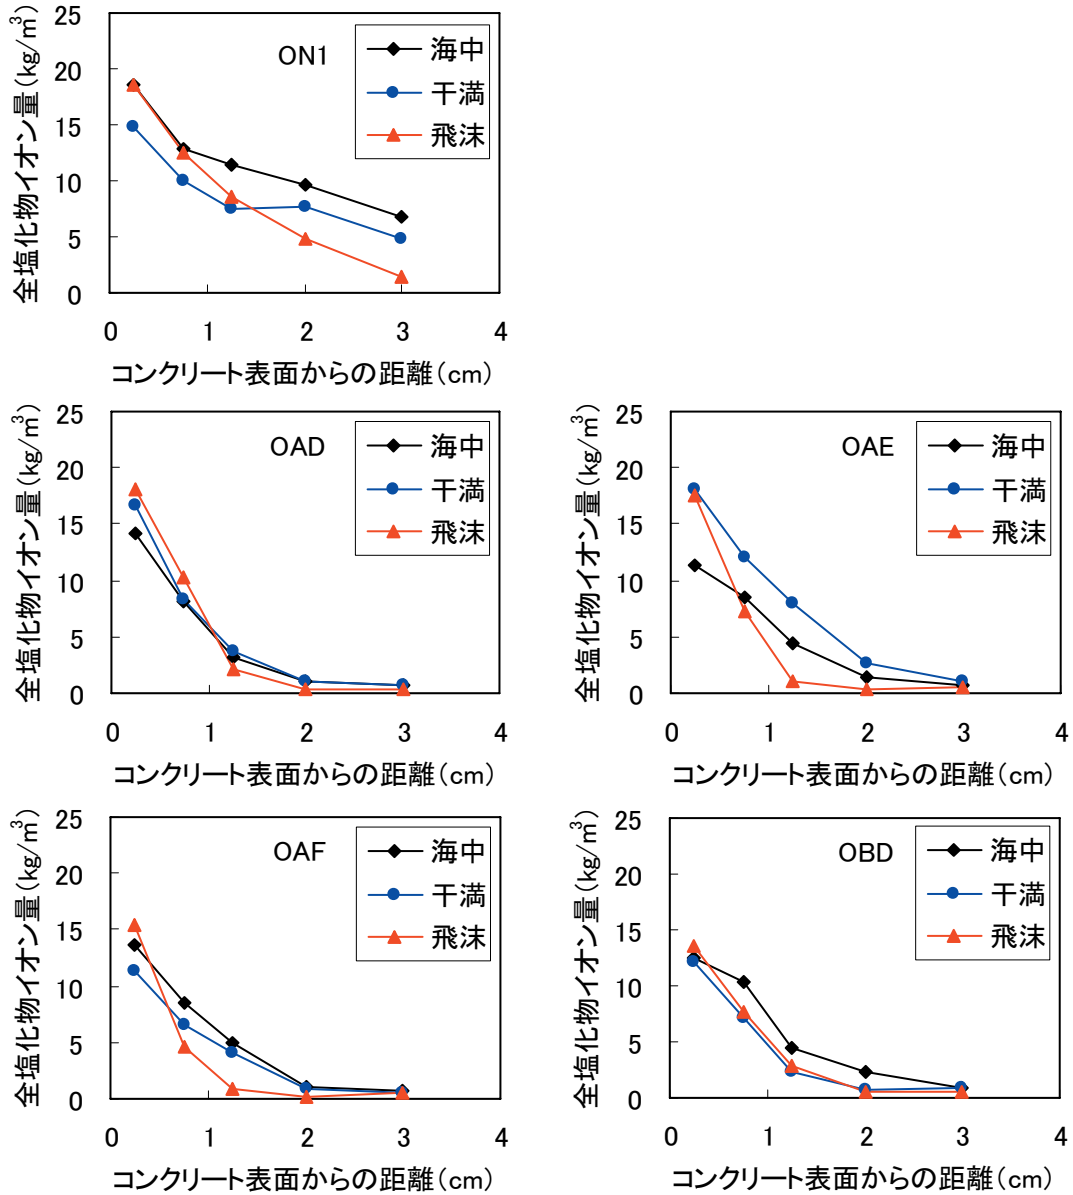 全塩化物イオン量(kg/m³)
25
20
15
10
5
0
ON1
海中
干満
飛沫
0 1 2 3 4
コンクリート表面からの距離(cm)
全塩化物イオン量(kg/m³)
25
20
15
10
5
0
OAD
海中
干満
飛沫
0 1 2 3 4
コンクリート表面からの距離(cm)
全塩化物イオン量(kg/m³)
25
20
15
10
5
0
OAE
海中
干満
飛沫
0 1 2 3 4
コンクリート表面からの距離(cm)
全塩化物イオン量(kg/m³)
25
20
15
10
5
0
OAF
海中
干満
飛沫
0 1 2 3 4
コンクリート表面からの距離(cm)
全塩化物イオン量(kg/m³)
25
20
15
10
5
0
OBD
海中
干満
飛沫
0 1 2 3 4
コンクリート表面からの距離(cm)